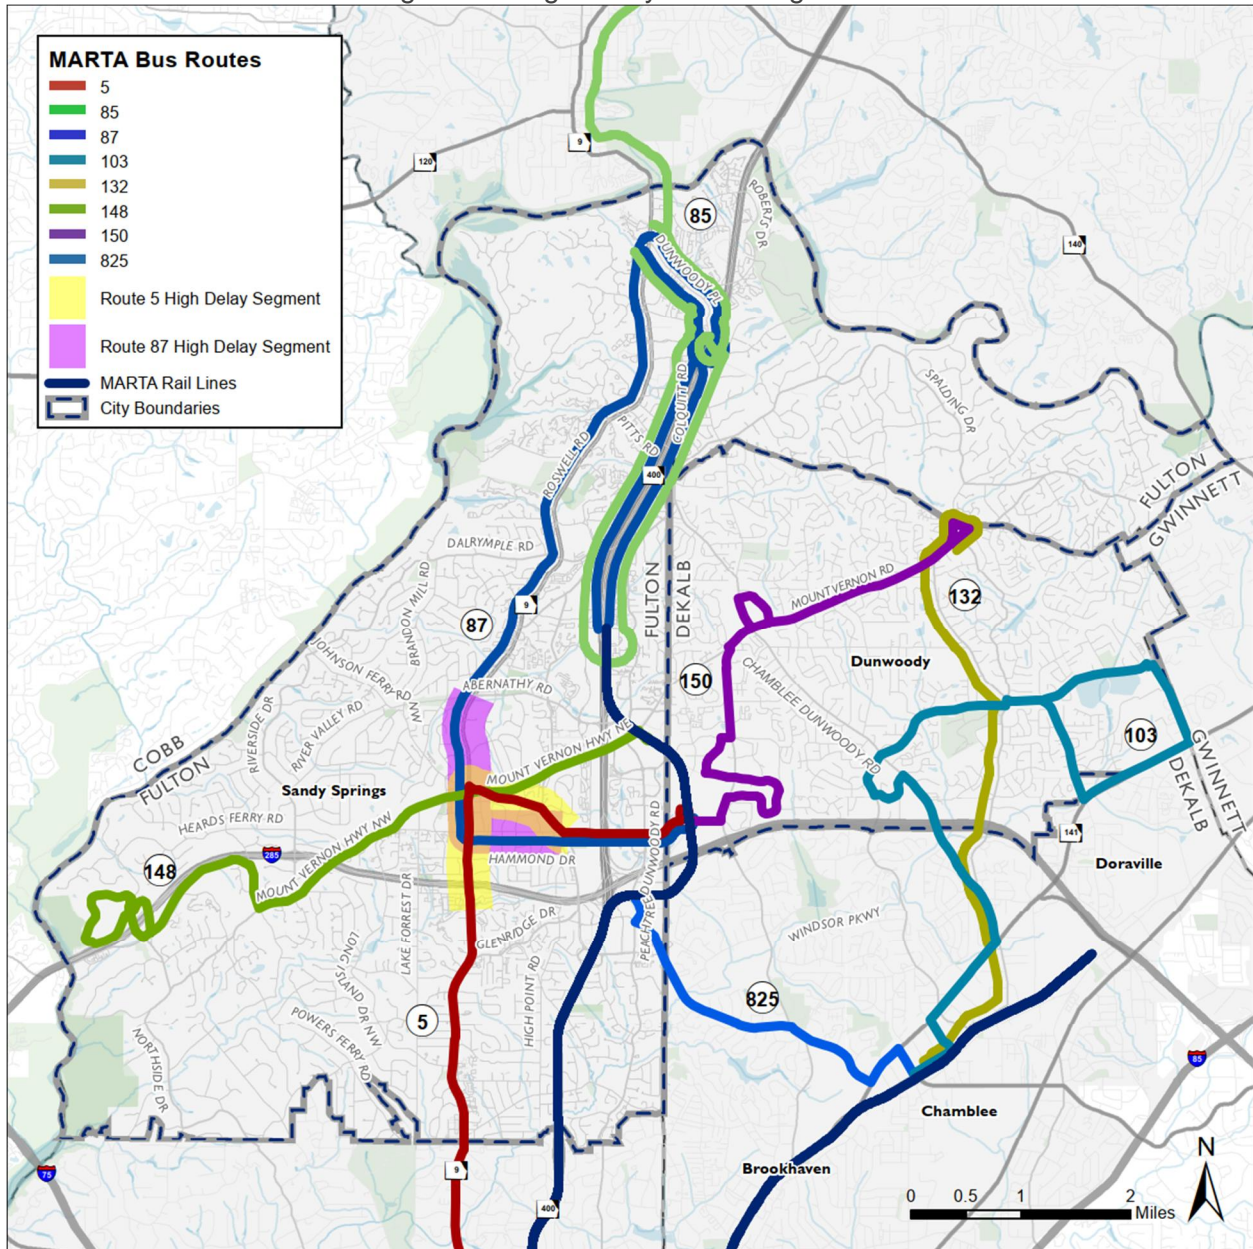 MARTA Bus Routes
5
85
87
103
132
148
150
825
Route 5 High Delay Segment
Route 87 High Delay Segment
MARTA Rail Lines
City Boundaries
9
120
ROBERTS DR
85
140
DUNWOODY PL
SPALDING DR
COLQUITT RD
PITTS RD
ROSWELL RD
400
FULTON
GWINNETT
DALRYMPLE RD
MOUNT VERNON RD
BRANDON MILL RD
FULTON
DEKALB
132
9
87
JOHNSON FERRY RD
NW
ABERNATHY RD
150
CHAMBLEE DUNWOODY RD
Dunwoody
RIVERSIDE DR
RIVER VALLEY RD
COBB
FULTON
MOUNT VERNON HWY NE
103
GWINNETT
DEKALB
Sandy Springs
HEARDS FERRY RD
MOUNT VERNON HWY NW
PEACHTREE DUNWOODY RD
141
285
148
HAMMOND DR
Doraville
LAKE FORREST DR
GLENRIDGE DR
WINDSOR PKWY
LONG ISLAND DR NW
HIGH POINT RD
825
5
POWERS FERRY RD
NORTHSIDE DR
85
Chamblee
75
9
Brookhaven
400
N
0 0.5 1 2
Miles